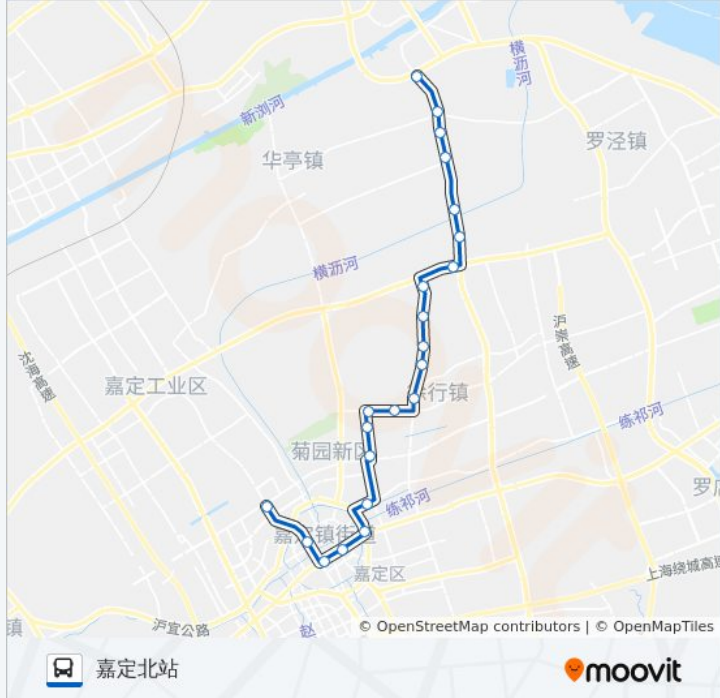 横沥河
新浏河
罗泾镇
华亭镇
横沥河
沪崇高速
沈海高速
嘉定工业区
行镇
练祁河
菊园新区
罗店
练祁河
嘉定镇街道
上海绕城高速
嘉定区
沪宜公路
镇
赵
© OpenStreetMap contributors | © OpenMapTiles
嘉定北站
moovit